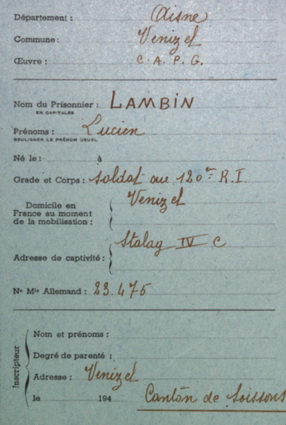 Département : Aisne
Commune : Venizel
Œuvre : C. A. P. G.
Nom du Prisonnier : LAMBIN
EN CAPITALES
Prénoms : Lucien
SOULIGNER LE PRÉNOM USUEL
Né le : à
Grade et Corps : soldat au 120e R.I.
Domicile en
France au moment
de la mobilisation : Venizel
Adresse de captivité : Stalag IV C
No Mle Allemand : 83.475
Inscripteur
Nom et prénoms :
Degré de parenté :
Adresse : Venizel
le 194
Canton de Soissons